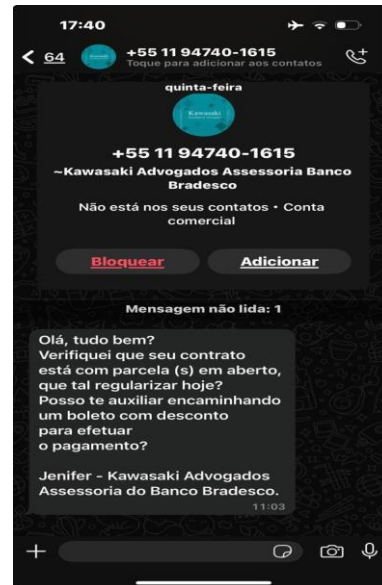 17:40
64
+55 11 94740-1615
Toque para adicionar aos contatos
quinta-feira
Kawasaki
+55 11 94740-1615
~Kawasaki Advogados Assessoria Banco
Bradesco
Não está nos seus contatos • Conta
comercial
Bloquear
Adicionar
Mensagem não lida: 1
Olá, tudo bem?
Verifiquei que seu contrato
está com parcela (s) em aberto,
que tal regularizar hoje?
Posso te auxiliar encaminhando
um boleto com desconto
para efetuar
o pagamento?
Jenifer - Kawasaki Advogados
Assessoria do Banco Bradesco.
11:03